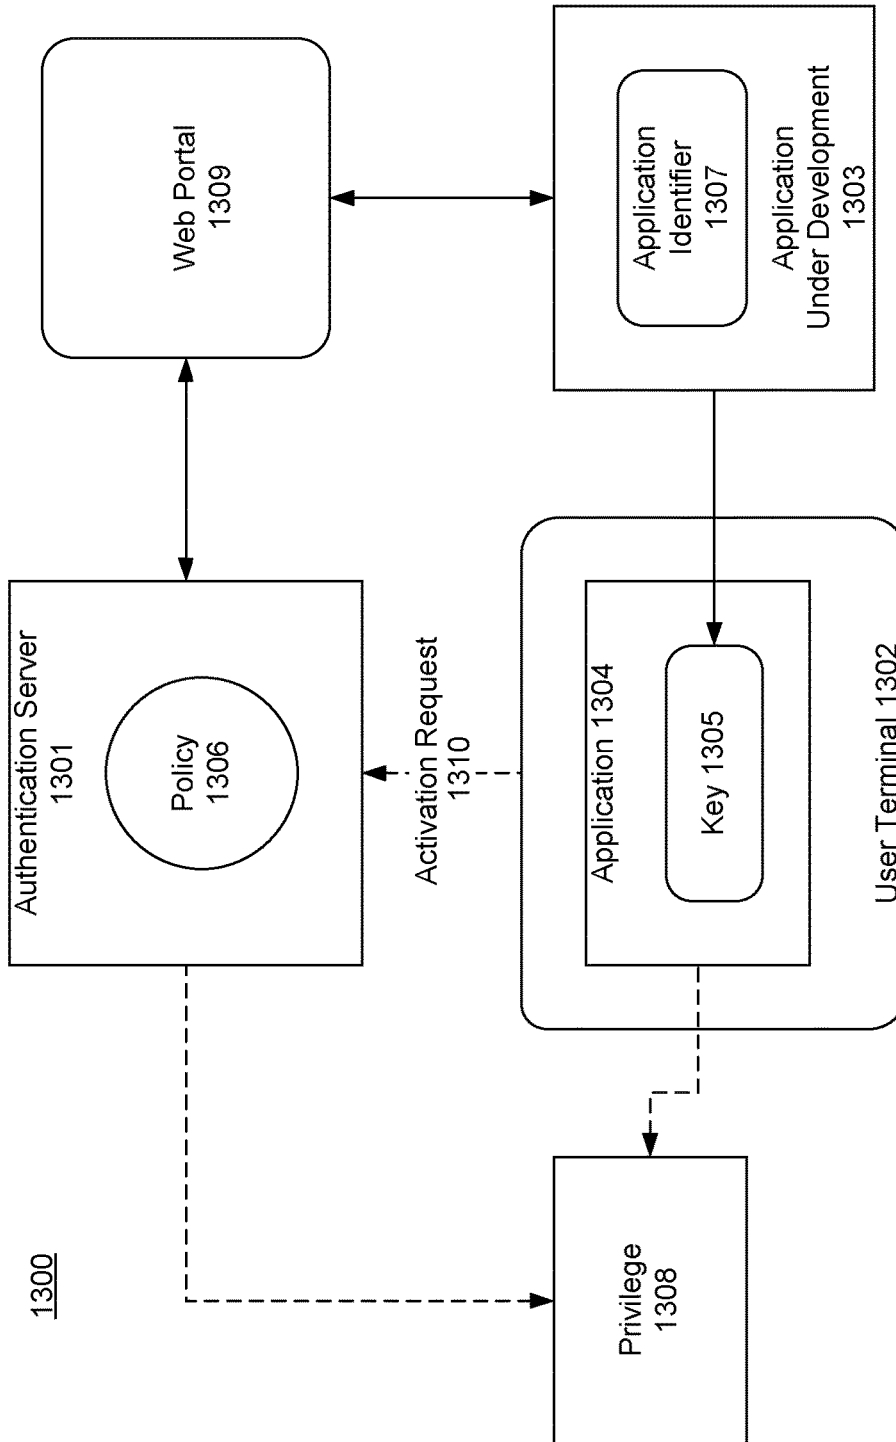 1300
Authentication Server
1301
Policy
1306
Web Portal
1309
Activation Request
1310
Privilege
1308
Application 1304
Key 1305
User Terminal 1302
Application
Identifier
1307
Application
Under Development
1303